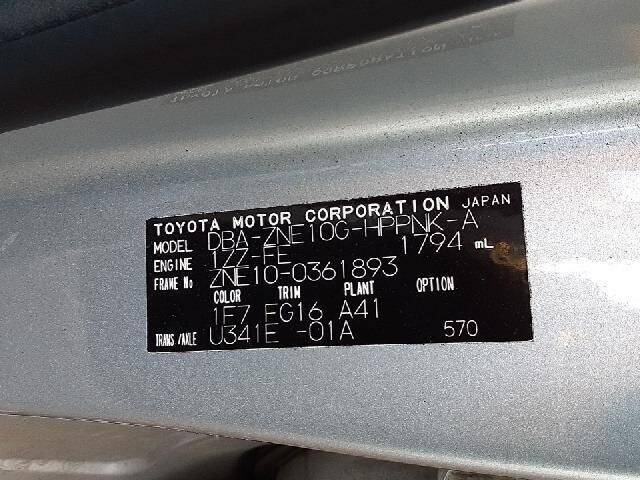 TOYOTA MOTOR CORPORATION JAPAN
MODEL DBA-ZNE10G-HPPNK-A
ENGINE 1ZZ-FE 1794 mL
FRAME No ZNE10-0361893
COLOR TRIM PLANT OPTION
1F7 FG16 A41
TRANS/AXLE U341E -01A 570